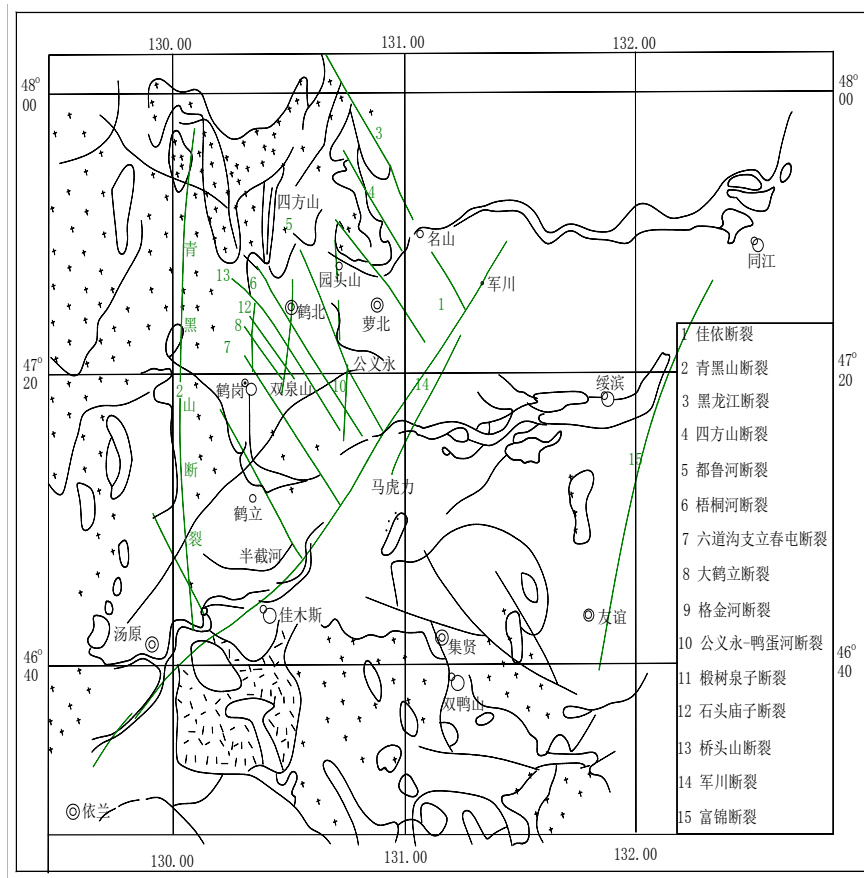 130.00 131.00 132.00
48° 00
48° 00
3
4
四方山
5
名山
青
同江
13
6
园头山
军川
12
鹤北
萝北
1
8
黑
7
公义永
47° 20
47° 20
鹤岗
双泉山
10
14
绥滨
2
山
15
断
马虎力
鹤立
裂
半截河
佳木斯
友谊
汤原
集贤
46° 40
46° 40
双鸭山
依兰
1 佳依断裂
2 青黑山断裂
3 黑龙江断裂
4 四方山断裂
5 都鲁河断裂
6 梧桐河断裂
7 六道沟支立春屯断裂
8 大鹤立断裂
9 格金河断裂
10 公义永-鸭蛋河断裂
11 椴树泉子断裂
12 石头庙子断裂
13 桥头山断裂
14 军川断裂
15 富锦断裂
130.00 131.00 132.00